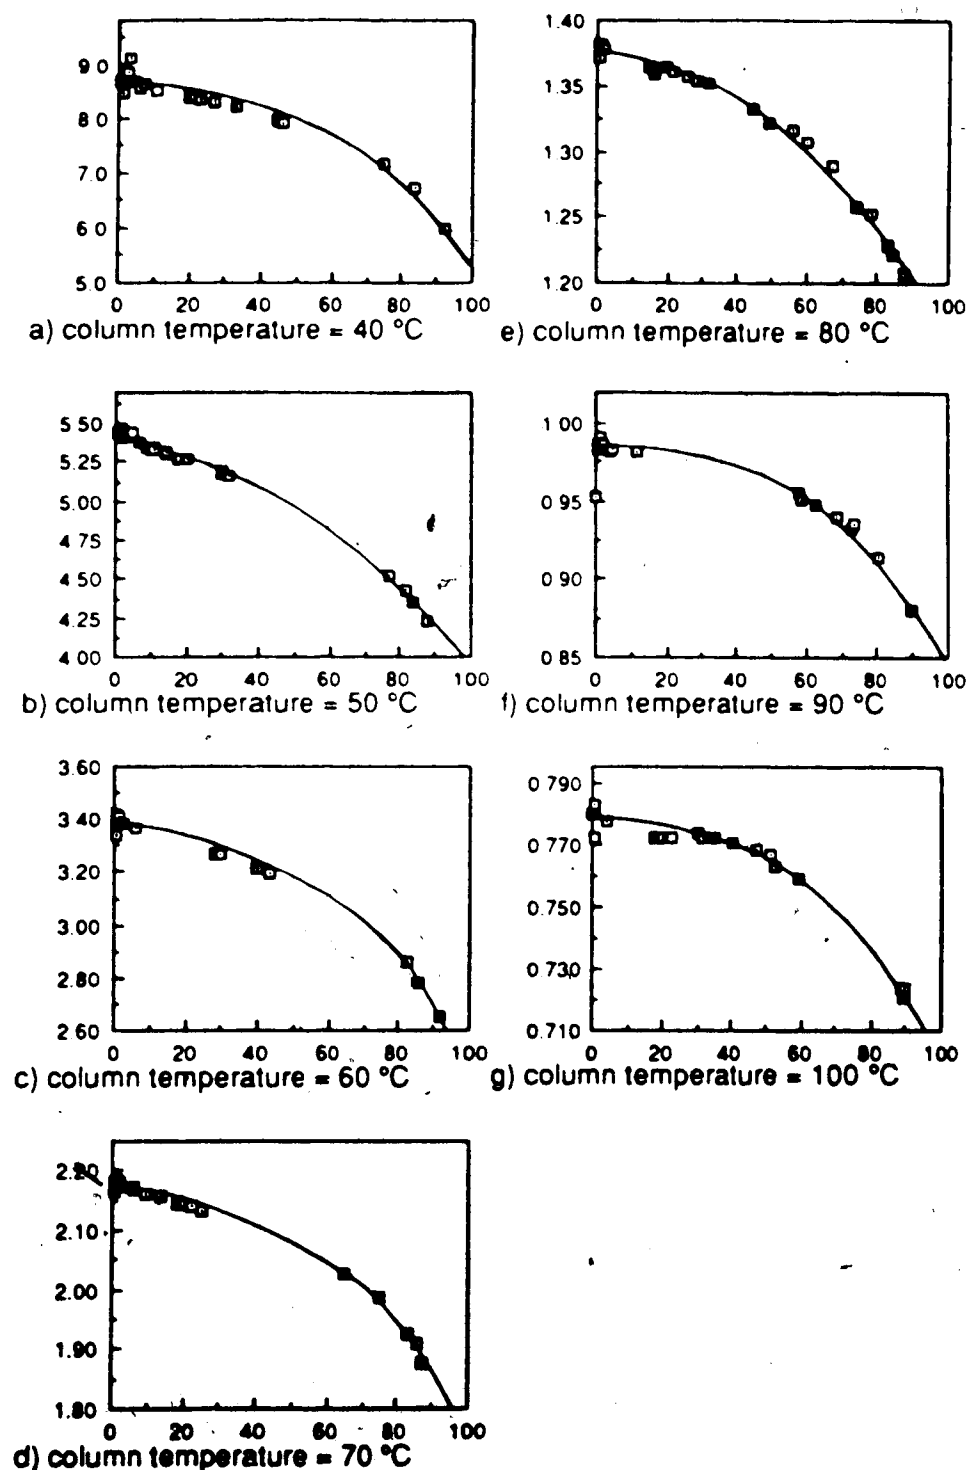 9 0
8 0
7 0
6 0
5.0
0 20 40 60 80 100
a) column temperature = 40 °C
5 50
5.25
5.00
4 75
4 50
4.25
4 00
0 20 40 60 80 100
b) column temperature = 50 °C
3.60
3.40
3.20
3.00
2.80
2.60
0 20 40 60 80 100
c) column temperature = 60 °C
2.20
2.10
2.00
1.90
1.80
0 20 40 60 80 100
d) column temperature = 70 °C
1.40
1.35
1.30
1.25
1.20
0 20 40 60 80 100
e) column temperature = 80 °C
1 00
0.95
0 90
0 85
0 20 40 60 80 100
f) column temperature = 90 °C
0.790
0.770
0.750
0.730
0.710
0 20 40 60 80 100
g) column temperature = 100 °C